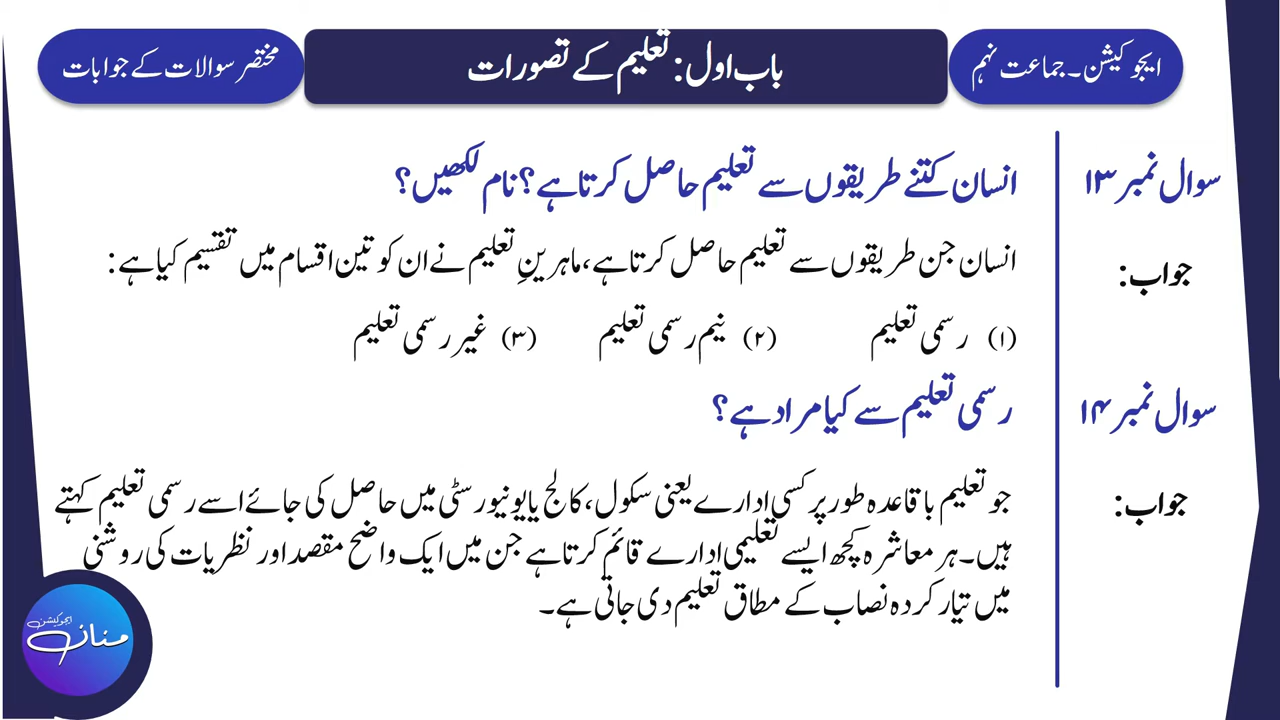 ایجوکیشن۔ جماعت نہم
باب اول: تعلیم کے تصورات
مختصر سوالات کے جوابات
سوال نمبر ۱۳ انسان کتنے طریقوں سے تعلیم حاصل کرتا ہے؟ نام لکھیں؟
جواب: انسان جن طریقوں سے تعلیم حاصل کرتا ہے، ماہرینِ تعلیم نے ان کو تین اقسام میں تقسیم کیا ہے:
(۱) رسمی تعلیم (۲) نیم رسمی تعلیم (۳) غیر رسمی تعلیم
سوال نمبر ۱۴ رسمی تعلیم سے کیا مراد ہے؟
جواب: جو تعلیم باقاعدہ طور پر کسی ادارے یعنی سکول، کالج یا یونیورسٹی میں حاصل کی جائے اسے رسمی تعلیم کہتے
ہیں۔ ہر معاشرہ کچھ ایسے تعلیمی ادارے قائم کرتا ہے جن میں ایک واضح مقصد اور نظریات کی روشنی
میں تیار کردہ نصاب کے مطاق تعلیم دی جاتی ہے۔
ایجوکیشن
منان